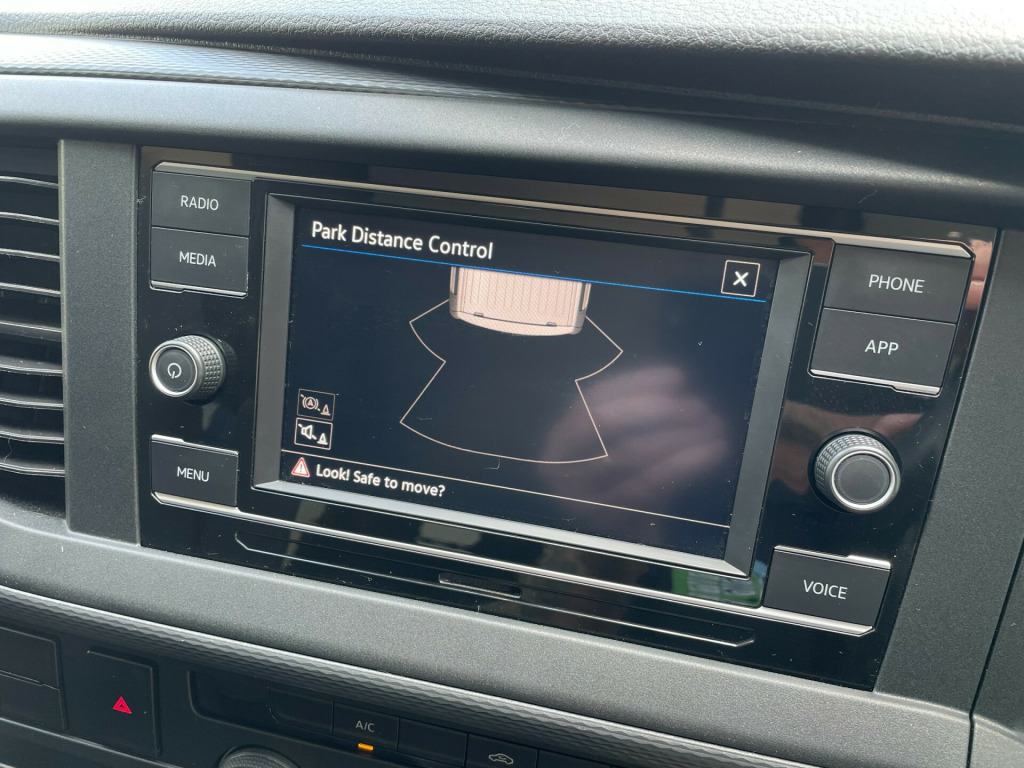 RADIO
MEDIA
Park Distance Control
PHONE
APP
MENU
Look! Safe to move?
VOICE
A/C